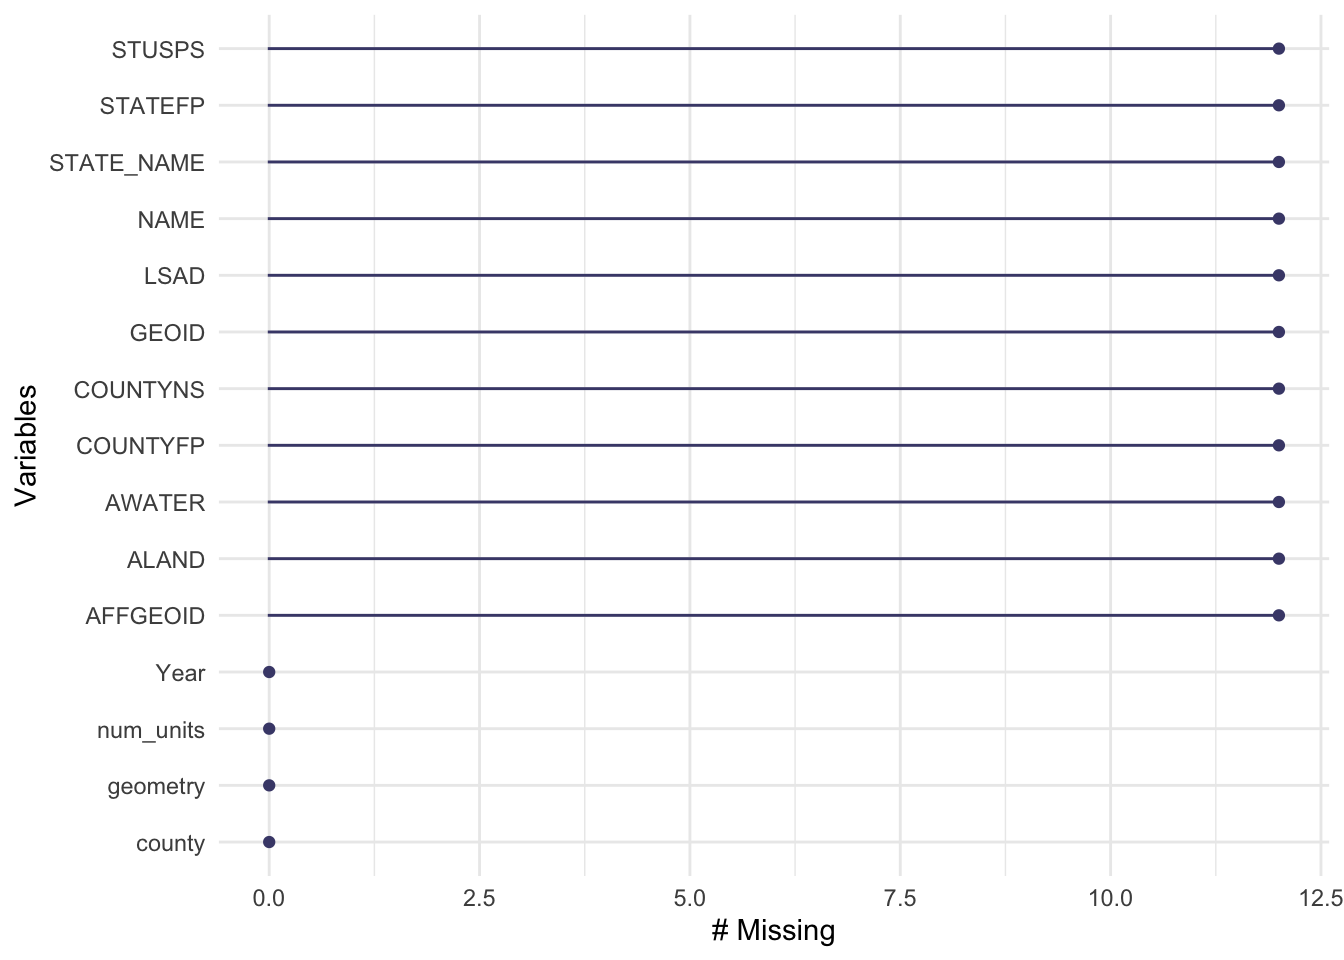 STUSPS
STATEFP
STATE_NAME
NAME
LSAD
GEOID
COUNTYNS
COUNTYFP
AWATER
ALAND
AFFGEOID
Year
num_units
geometry
county
Variables
0.0 2.5 5.0 7.5 10.0 12.5
# Missing